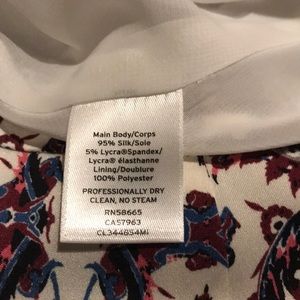 Main Body/Corps
95% Silk/Soie
5% Lycra®Spandex/
Lycra® élasthanne
Lining/Doublure
100% Polyester
PROFESSIONALLY DRY
CLEAN, NO STEAM
RN58665
CA57963
CL344854MI